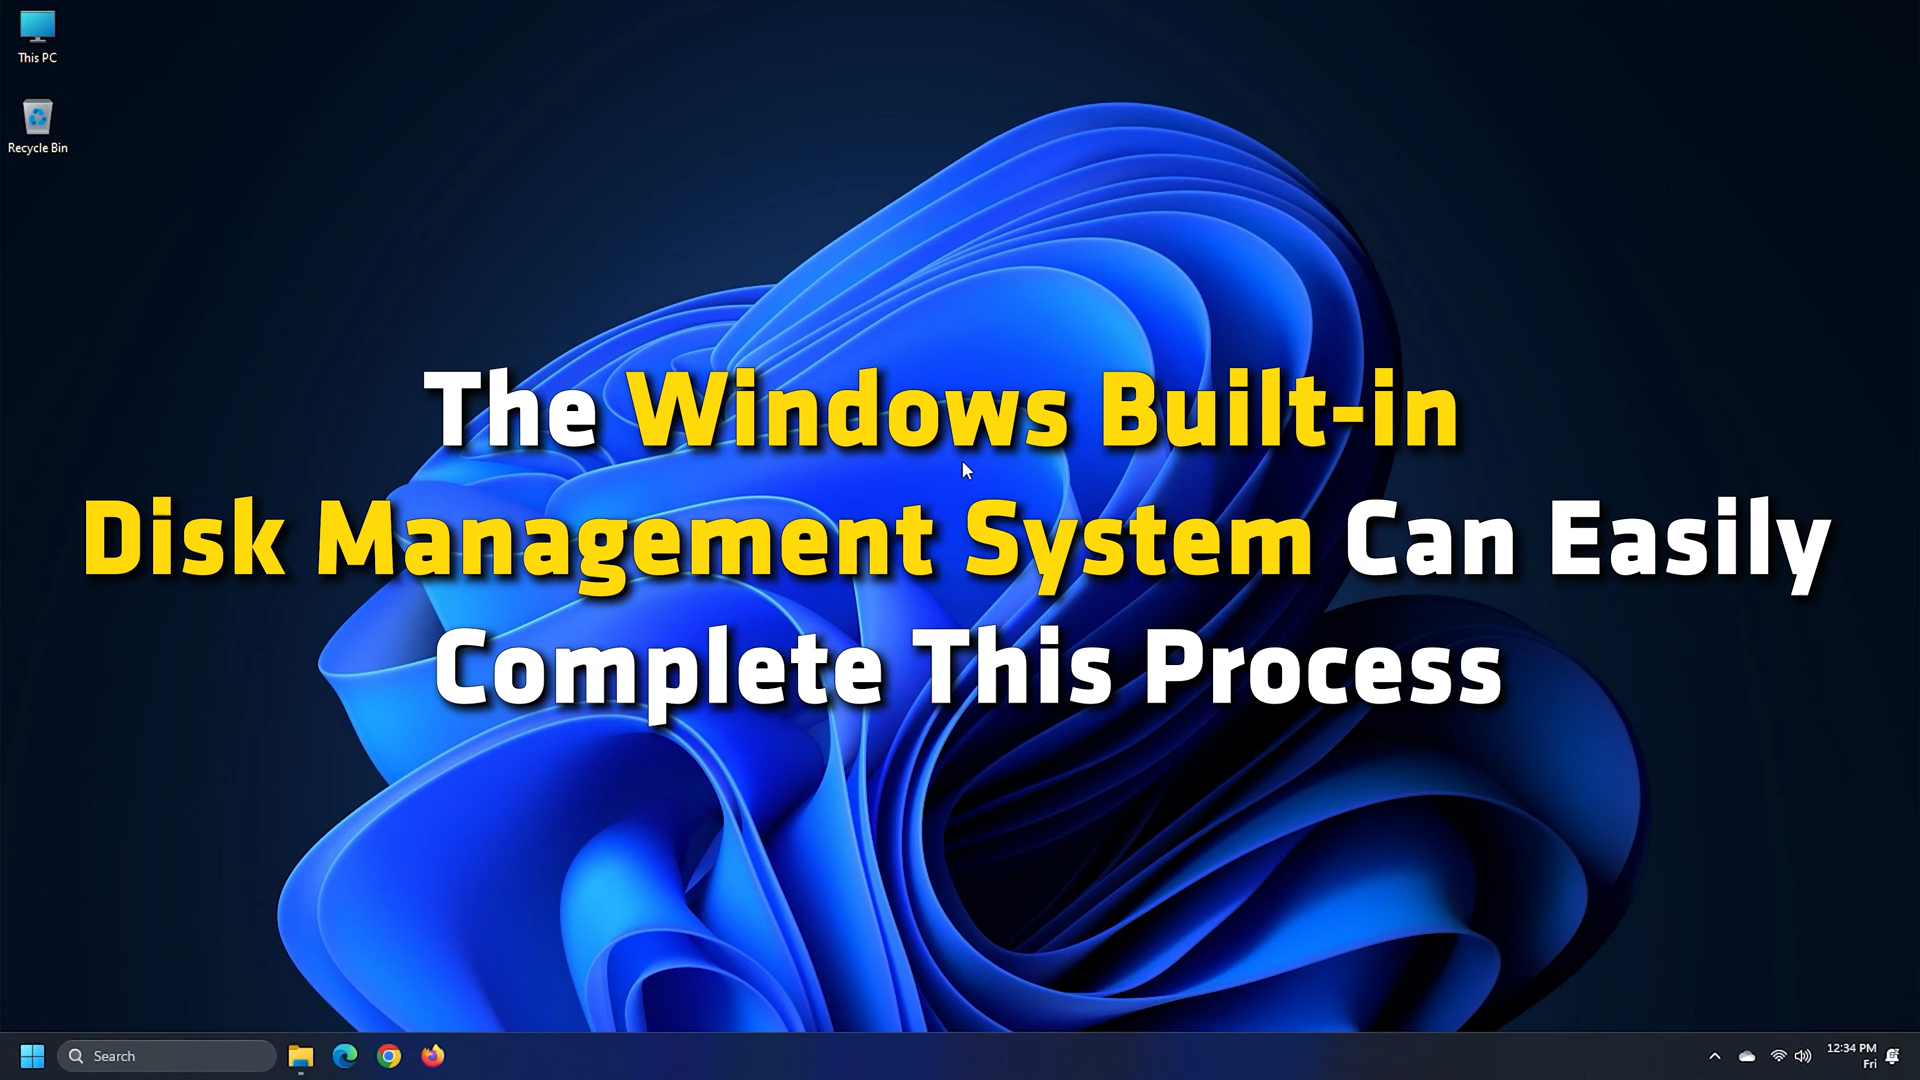 This PC
Recycle Bin
The Windows Built-in
Disk Management System Can Easily
Complete This Process
Search
12:34 PM
Fri